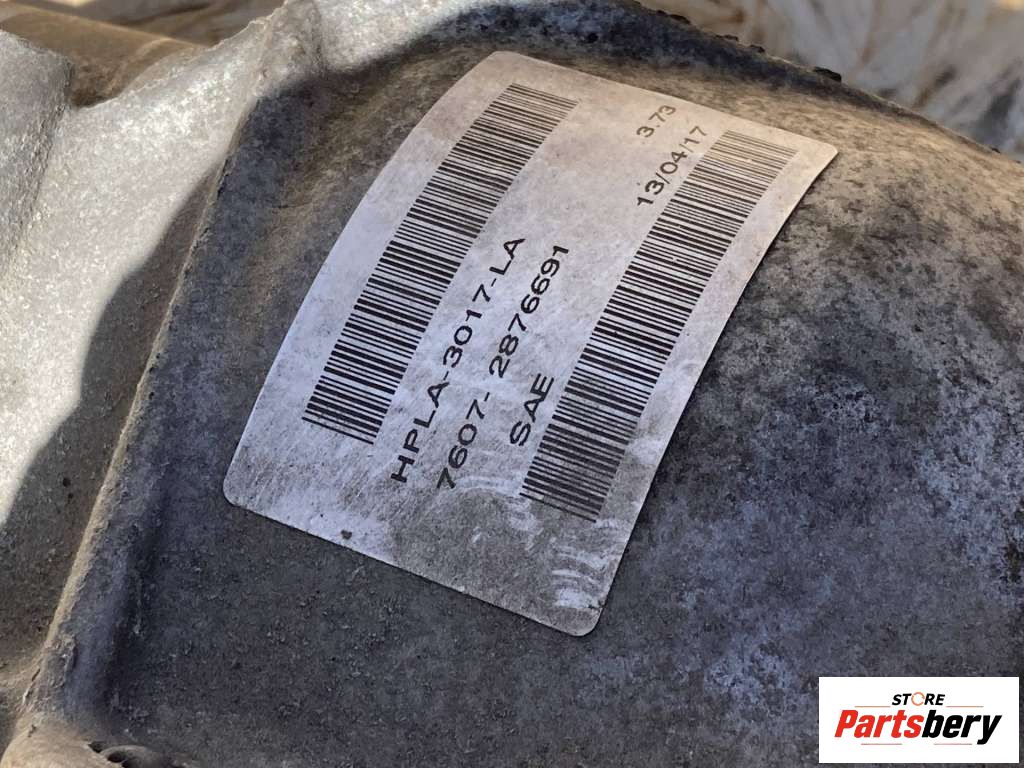 3.73
13/04/17
HPLA-3017-LA
7607- 2876691
SAE
STORE
Partsbery